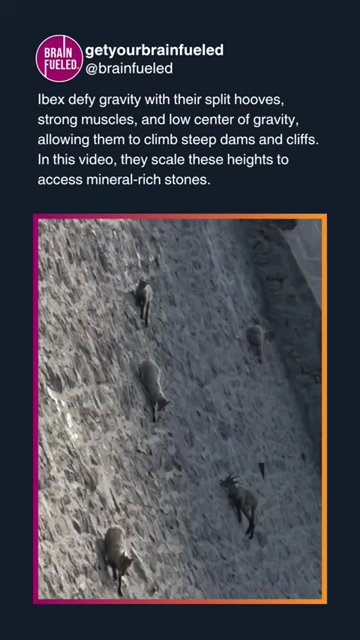 BRAIN
FUELED.
getyourbrainfueled
@brainfueled
Ibex defy gravity with their split hooves,
strong muscles, and low center of gravity,
allowing them to climb steep dams and cliffs.
In this video, they scale these heights to
access mineral-rich stones.